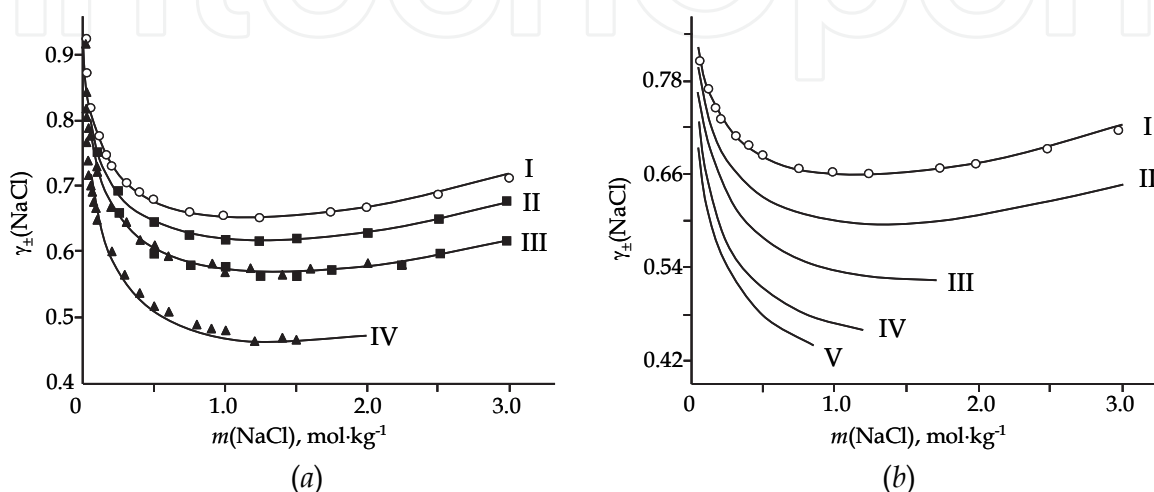 0.9
0.8
0.7
0.6
0.5
0.4
γ±(NaCl)
I
II
III
IV
0
1.0
2.0
3.0
m(NaCl), mol·kg-1
(a)
0.78
0.66
0.54
0.42
γ±(NaCl)
I
II
III
IV
V
0
1.0
2.0
3.0
m(NaCl), mol·kg-1
(b)